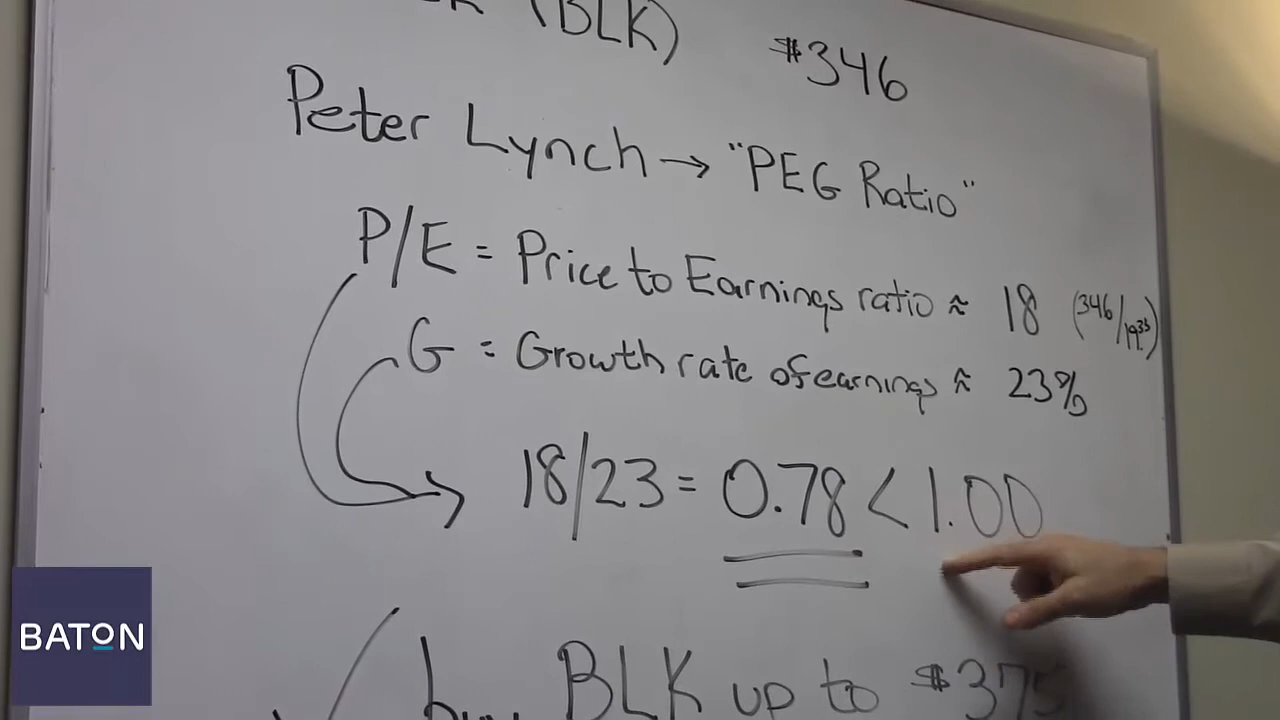 (BLK) $346
Peter Lynch → "PEG Ratio"
P/E = Price to Earnings ratio ≈ 18 (346/19.33)
G = Growth rate of earnings ≈ 23%
18/23 = 0.78 < 1.00
BLK up to $375
BATON